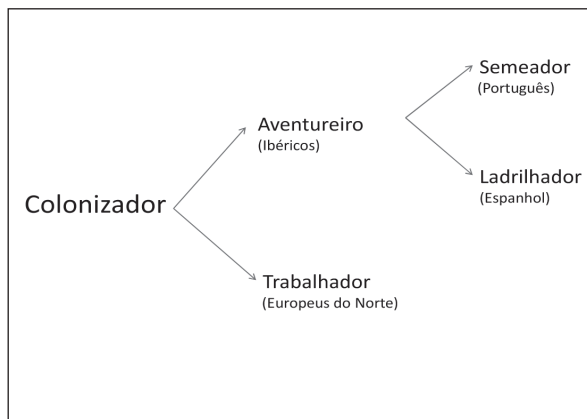 Semeador
(Português)
Aventureiro
(Ibéricos)
Ladrilhador
(Espanhol)
Colonizador
Trabalhador
(Europeus do Norte)